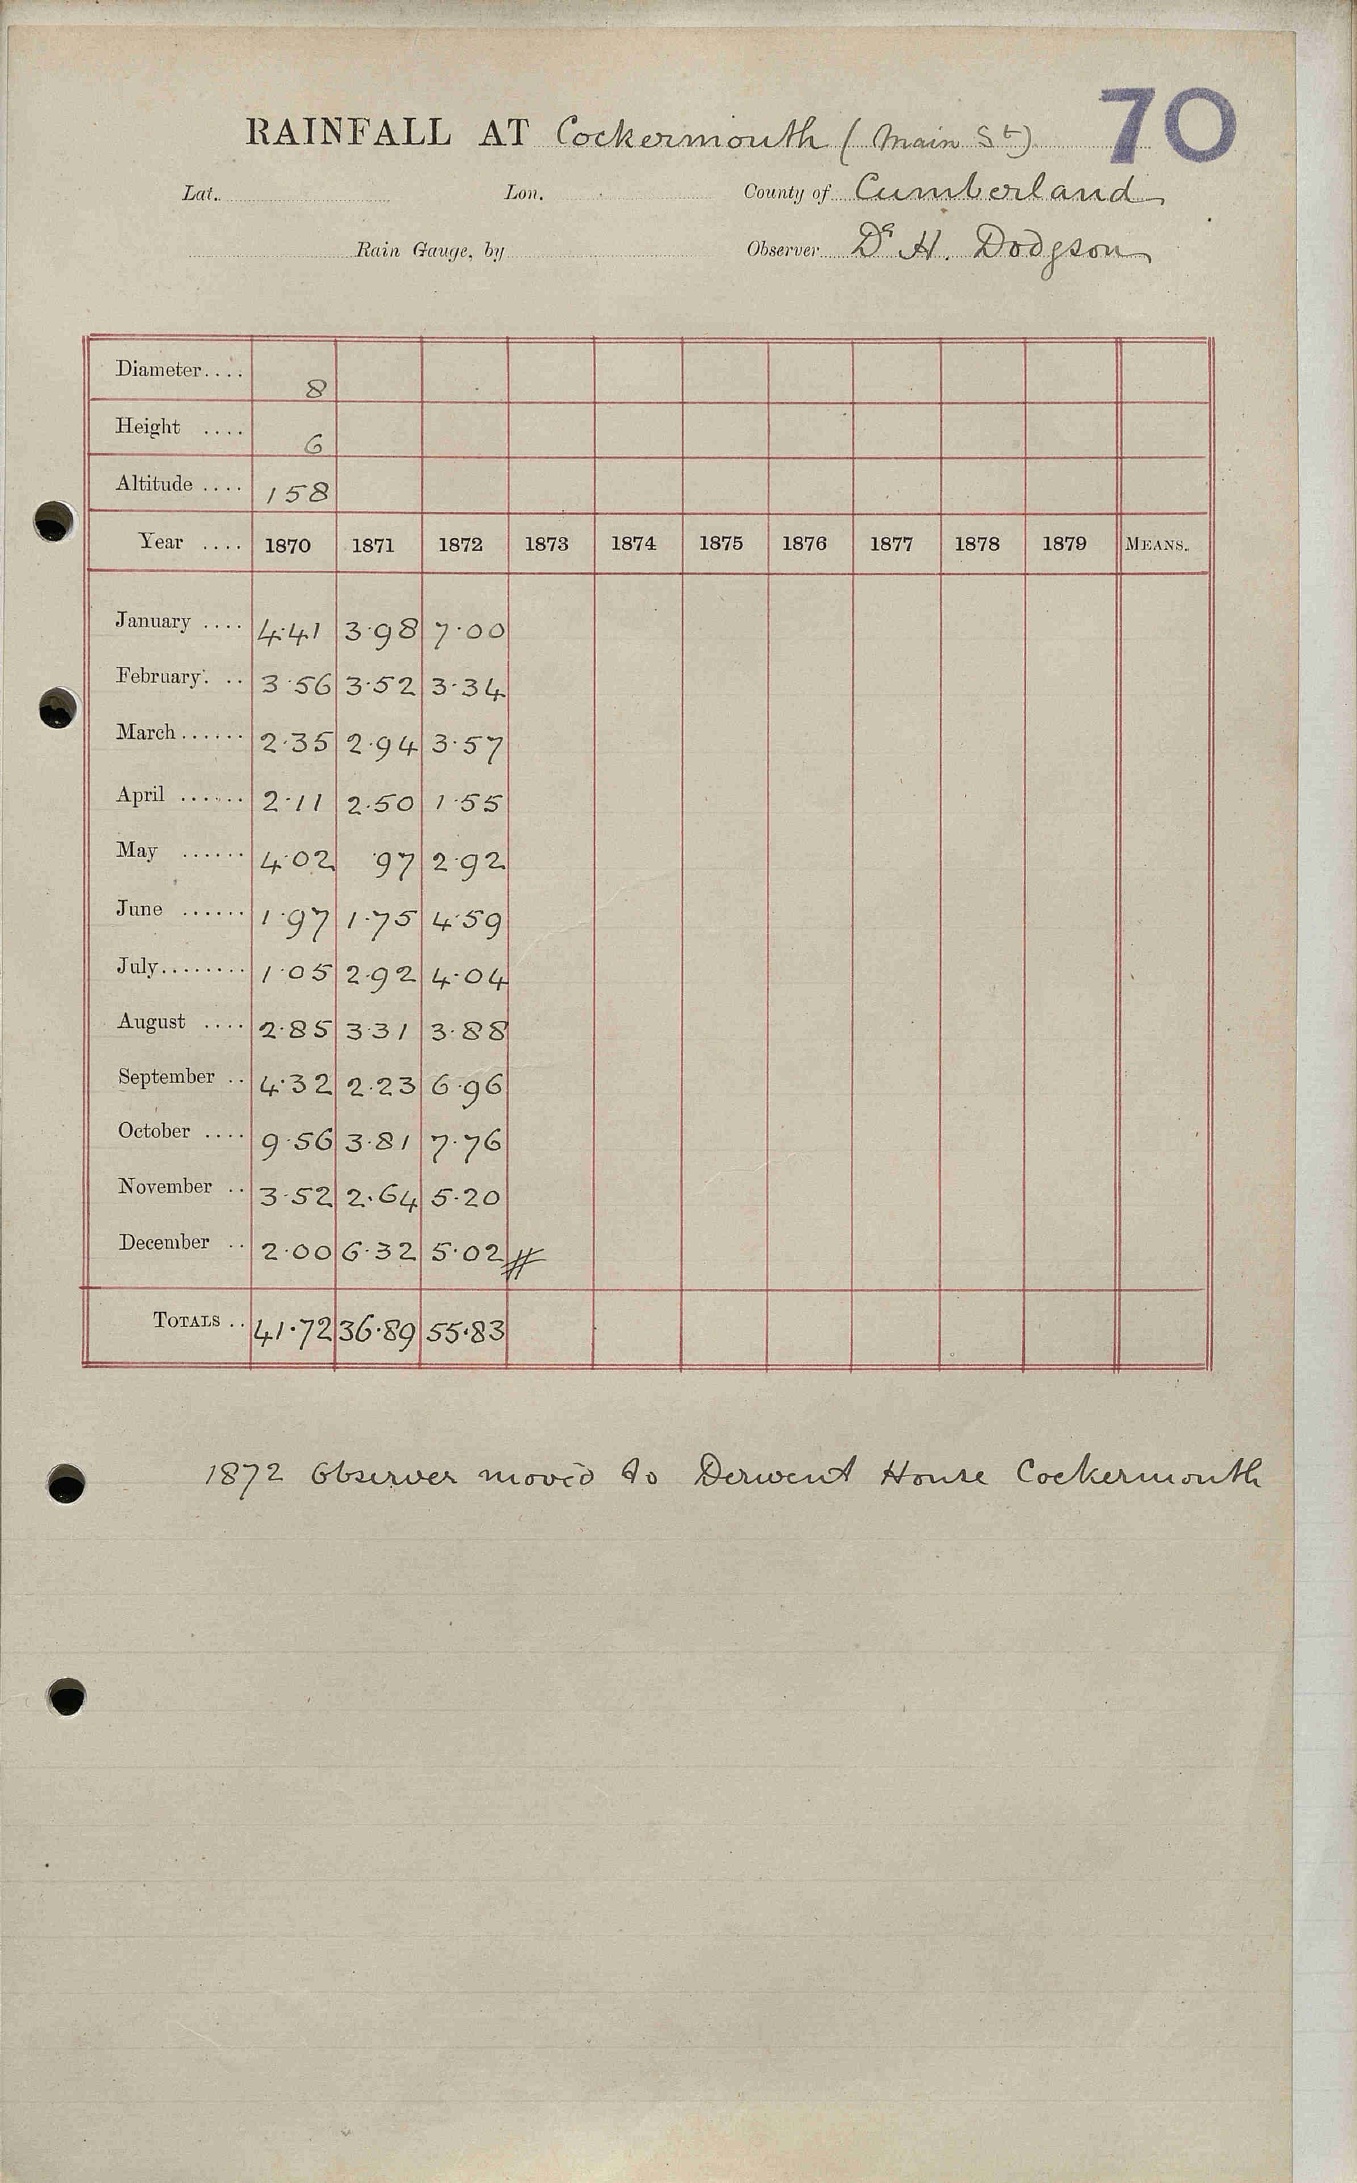 70
RAINFALL AT Cockermouth (Main St)
Lat. Lon. County of Cumberland
Rain Gauge, by Observer Dr H. Dodgson
Diameter.... 8
Height .... 6
Altitude .... 158
Year .... 1870 1871 1872 1873 1874 1875 1876 1877 1878 1879 MEANS.
January .... 4.41 3.98 7.00
February. .. 3.56 3.52 3.34
March...... 2.35 2.94 3.57
April ...... 2.11 2.50 1.55
May ...... 4.02 .97 2.92
June ...... 1.97 1.75 4.59
July........ 1.05 2.92 4.04
August .... 2.85 3.31 3.88
September .. 4.32 2.23 6.96
October .... 9.56 3.81 7.76
November .. 3.52 2.64 5.20
December .. 2.00 6.32 5.02
TOTALS .. 41.72 36.89 55.83
1872 Observer moved to Derwent House Cockermouth